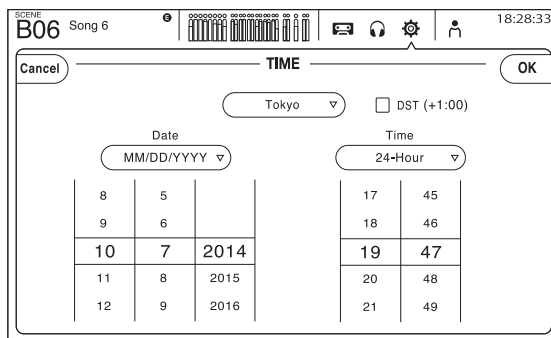 SCENE
B06 Song 6 E 18:28:33
Cancel TIME OK
Tokyo DST (+1:00)
Date Time
MM/DD/YYYY 24-Hour
8 5 17 45
9 6 18 46
10 7 2014 19 47
11 8 2015 20 48
12 9 2016 21 49